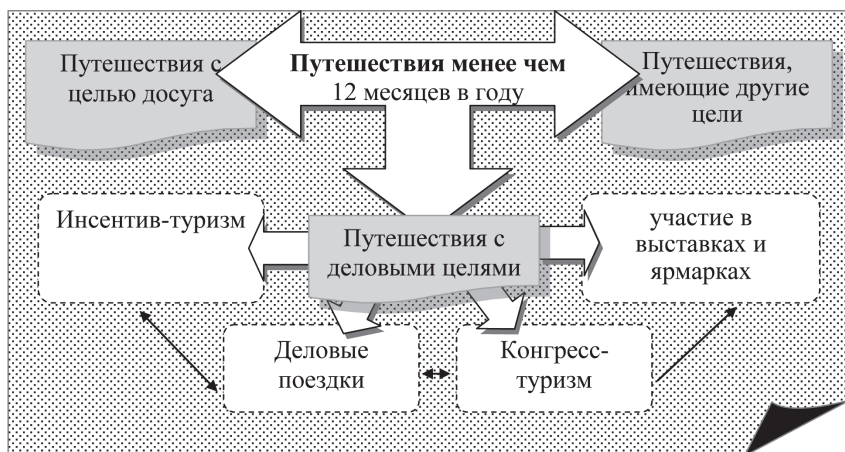 Путешествия с
целью досуга
Путешествия менее чем
12 месяцев в году
Путешествия,
имеющие другие
цели
Инсентив-туризм
Путешествия с
деловыми целями
участие в
выставках и
ярмарках
Деловые
поездки
Конгресс-
туризм